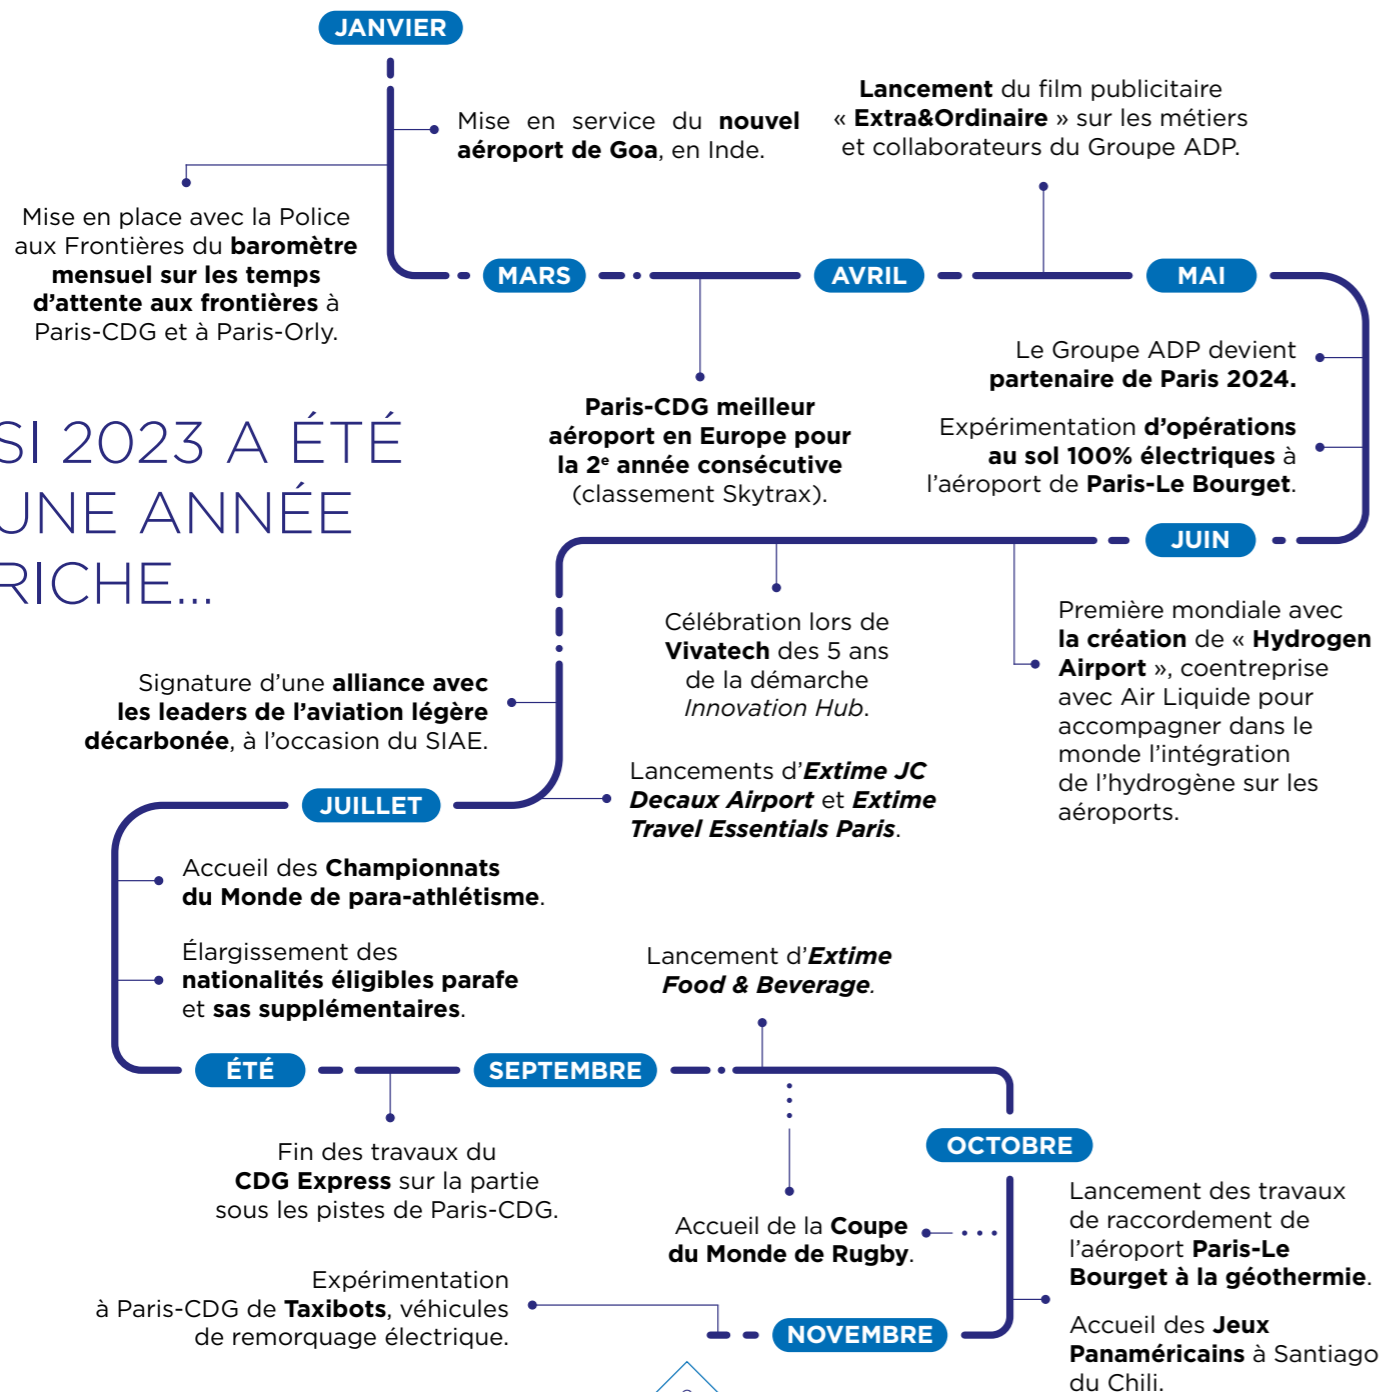 JANVIER
Mise en service du nouvel
aéroport de Goa, en Inde.
Mise en place avec la Police
aux Frontières du baromètre
mensuel sur les temps
d’attente aux frontières à
Paris-CDG et à Paris-Orly.
MARS
Paris-CDG meilleur
aéroport en Europe pour
la 2e année consécutive
(classement Skytrax).
AVRIL
Lancement du film publicitaire
« Extra&Ordinaire » sur les métiers
et collaborateurs du Groupe ADP.
MAI
Le Groupe ADP devient
partenaire de Paris 2024.
Expérimentation d’opérations
au sol 100% électriques à
l’aéroport de Paris-Le Bourget.
SI 2023 A ÉTÉ
UNE ANNÉE
RICHE...
JUIN
Première mondiale avec
la création de « Hydrogen
Airport », coentreprise
avec Air Liquide pour
accompagner dans le
monde l’intégration
de l’hydrogène sur les
aéroports.
Célébration lors de
Vivatech des 5 ans
de la démarche
Innovation Hub.
Signature d’une alliance avec
les leaders de l’aviation légère
décarbonée, à l’occasion du SIAE.
Lancements d’Extime JC
Decaux Airport et Extime
Travel Essentials Paris.
JUILLET
Accueil des Championnats
du Monde de para-athlétisme.
Élargissement des
nationalités éligibles parafe
et sas supplémentaires.
ÉTÉ
Fin des travaux du
CDG Express sur la partie
sous les pistes de Paris-CDG.
SEPTEMBRE
Lancement d’Extime
Food & Beverage.
Accueil de la Coupe
du Monde de Rugby.
OCTOBRE
Lancement des travaux
de raccordement de
l’aéroport Paris-Le
Bourget à la géothermie.
Accueil des Jeux
Panaméricains à Santiago
du Chili.
NOVEMBRE
Expérimentation
à Paris-CDG de Taxibots, véhicules
de remorquage électrique.